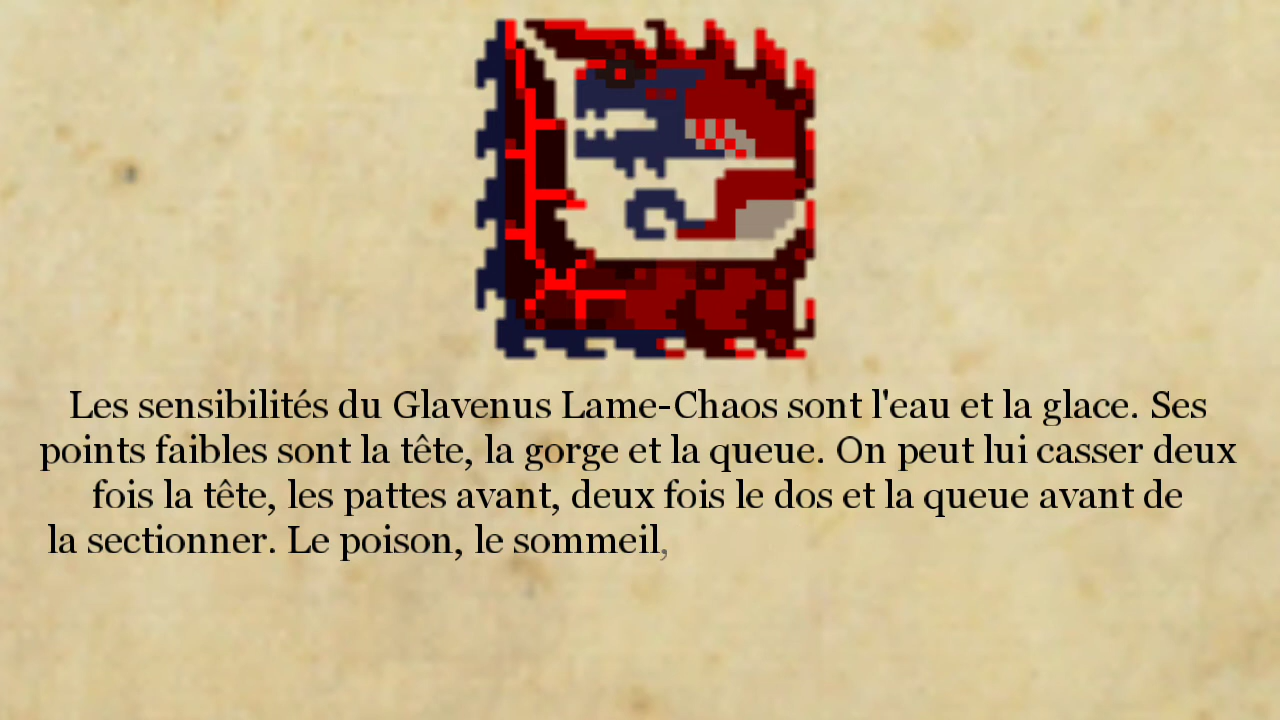 Les sensibilités du Glavenus Lame-Chaos sont l'eau et la glace. Ses
points faibles sont la tête, la gorge et la queue. On peut lui casser deux
fois la tête, les pattes avant, deux fois le dos et la queue avant de
la sectionner. Le poison, le sommeil,